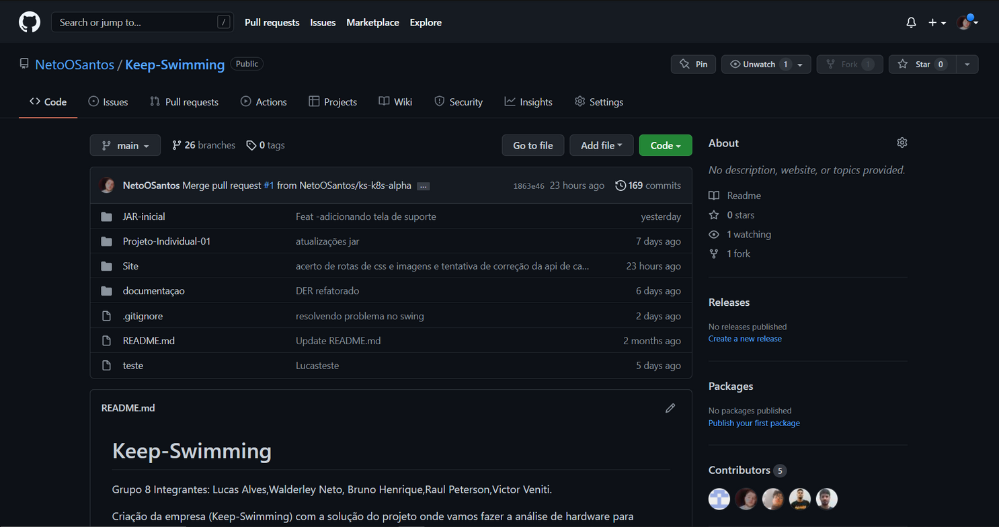 Search or jump to... / Pull requests Issues Marketplace Explore
NetoOSantos / Keep-Swimming Public Pin Unwatch 1 Fork 1 Star 0
Code Issues Pull requests Actions Projects Wiki Security Insights Settings
main 26 branches 0 tags Go to file Add file Code
NetoOSantos Merge pull request #1 from NetoOSantos/ks-k8s-alpha ... 1863e46 23 hours ago 169 commits
JAR-inicial Feat -adicionando tela de suporte yesterday
Projeto-Individual-01 atualizações jar 7 days ago
Site acerto de rotas de css e imagens e tentativa de correção da api de ca... 23 hours ago
documentaçao DER refatorado 6 days ago
.gitignore resolvendo problema no swing 2 days ago
README.md Update README.md 2 months ago
teste Lucasteste 5 days ago
README.md
Keep-Swimming
Grupo 8 Integrantes: Lucas Alves,Walderley Neto, Bruno Henrique,Raul Peterson,Victor Veniti.
Criação da empresa (Keep-Swimming) com a solução do projeto onde vamos fazer a análise de hardware para
About
No description, website, or topics provided.
Readme
0 stars
1 watching
1 fork
Releases
No releases published
Create a new release
Packages
No packages published
Publish your first package
Contributors 5